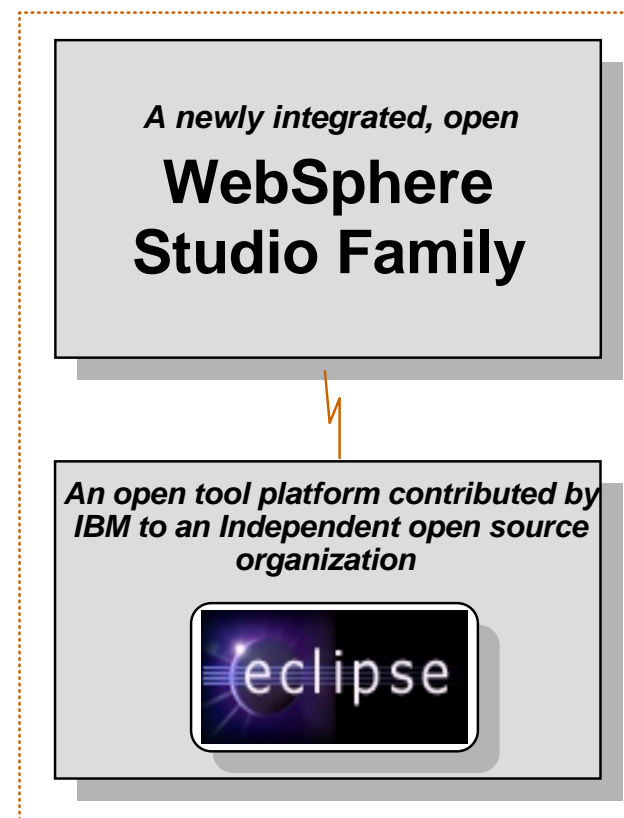 A newly integrated, open
WebSphere
Studio Family
An open tool platform contributed by
IBM to an Independent open source
organization
eclipse